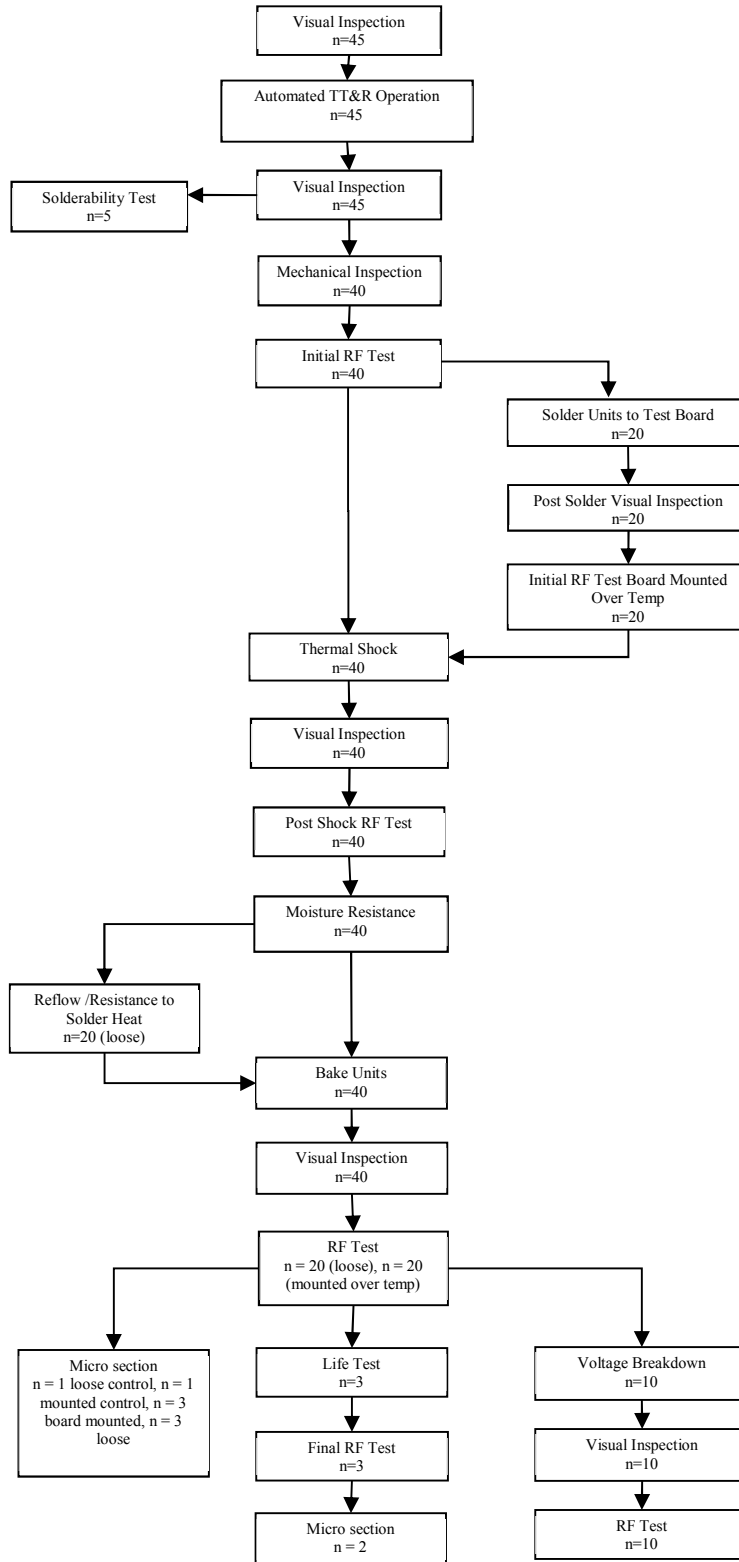 Visual Inspection
n=45
Automated TT&R Operation
n=45
Visual Inspection
n=45
Solderability Test
n=5
Mechanical Inspection
n=40
Initial RF Test
n=40
Solder Units to Test Board
n=20
Post Solder Visual Inspection
n=20
Initial RF Test Board Mounted
Over Temp
n=20
Thermal Shock
n=40
Visual Inspection
n=40
Post Shock RF Test
n=40
Moisture Resistance
n=40
Reflow /Resistance to
Solder Heat
n=20 (loose)
Bake Units
n=40
Visual Inspection
n=40
RF Test
n = 20 (loose), n = 20
(mounted over temp)
Micro section
n = 1 loose control, n = 1
mounted control, n = 3
board mounted, n = 3
loose
Life Test
n=3
Final RF Test
n=3
Micro section
n = 2
Voltage Breakdown
n=10
Visual Inspection
n=10
RF Test
n=10